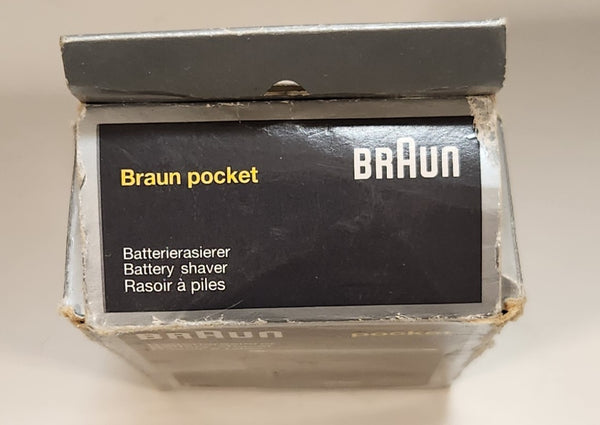 Braun pocket
BRAUN
Batterierasierer
Battery shaver
Rasoir à piles
BRAUN
pocket